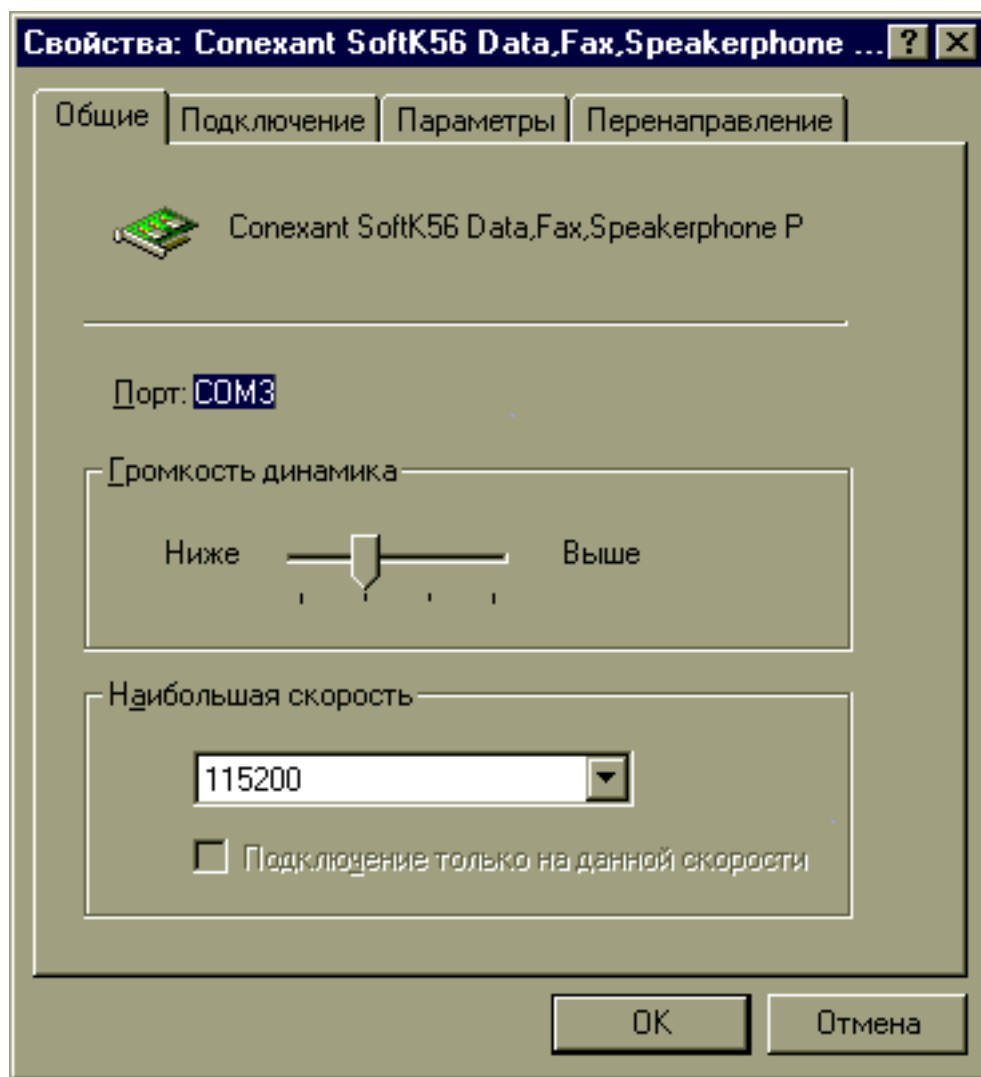 Свойства: Conexant SoftK56 Data,Fax,Speakerphone ...
Общие
Подключение
Параметры
Перенаправление
Conexant SoftK56 Data,Fax,Speakerphone P
Порт: COM3
Громкость динамика
Ниже
Выше
Наибольшая скорость
115200
Подключение только на данной скорости
OK
Отмена